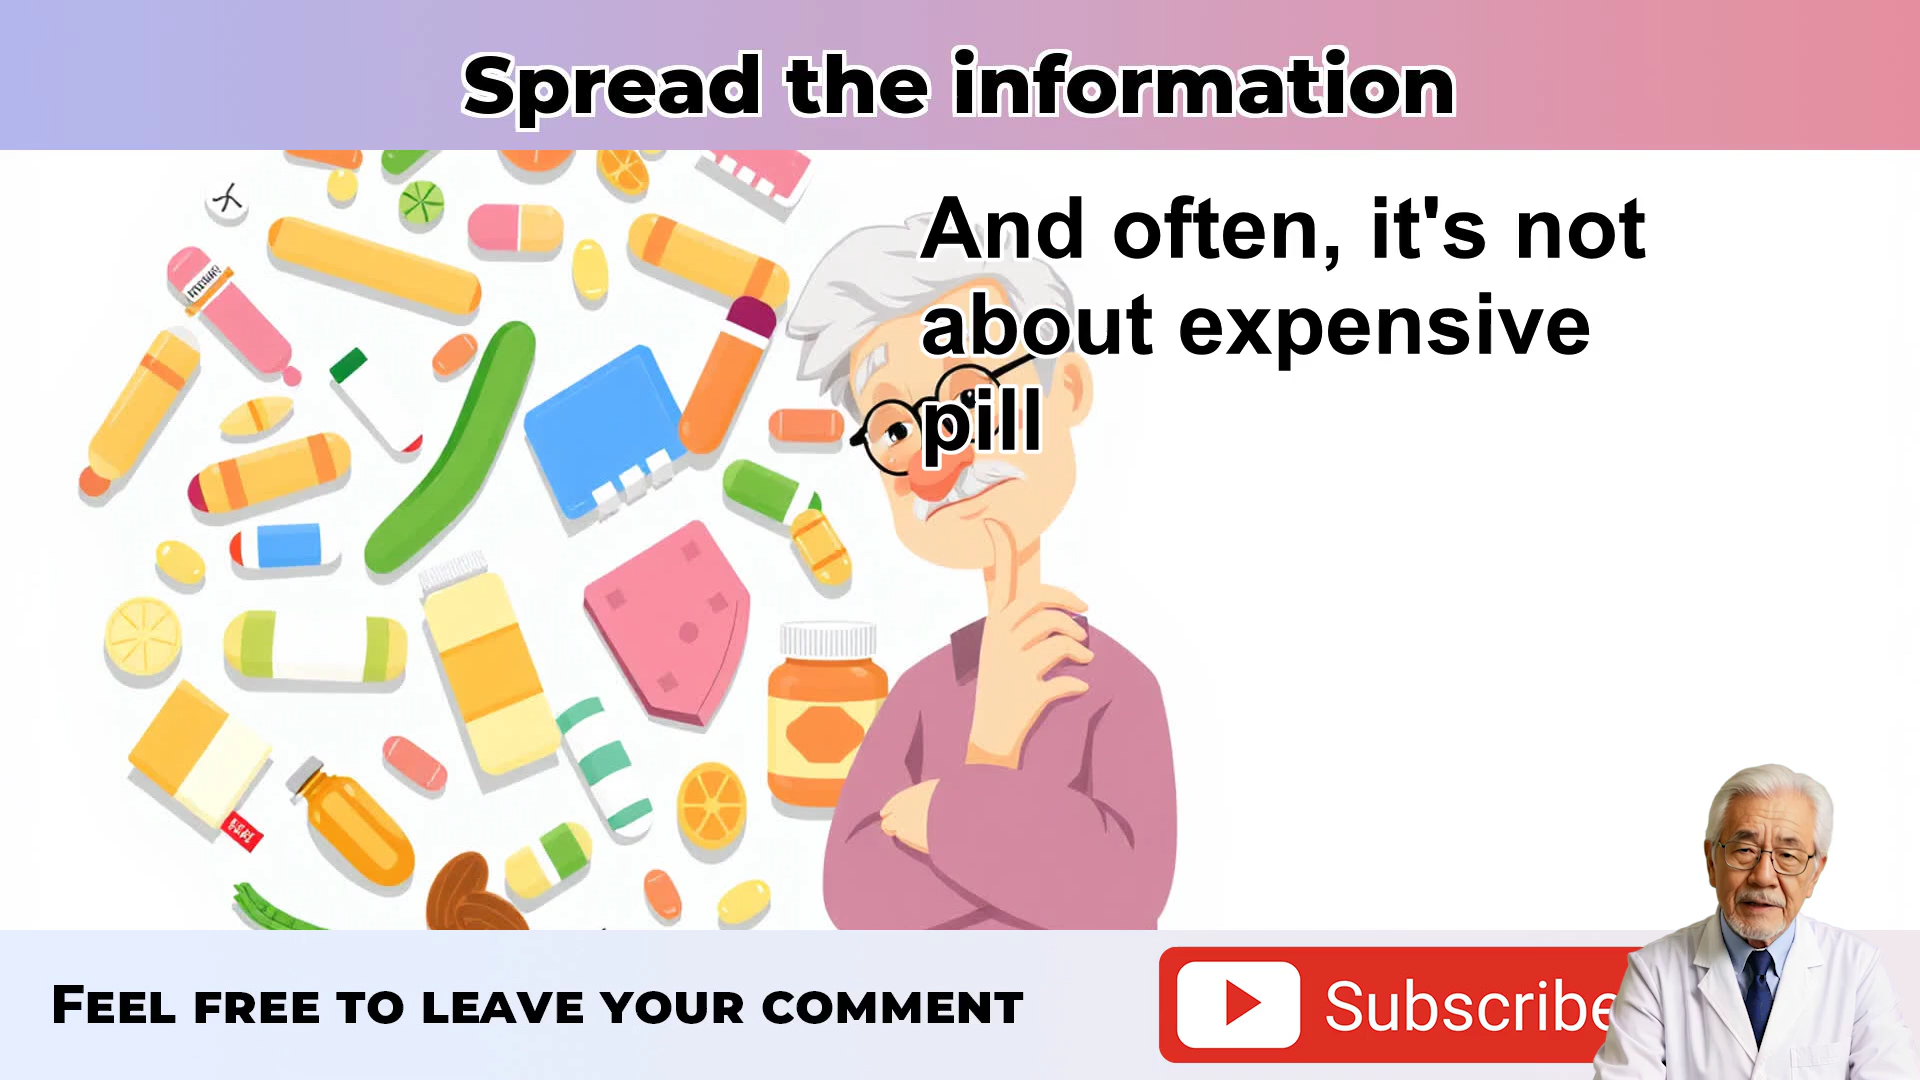 Spread the information
And often, it's not
about expensive
pill
FEEL FREE TO LEAVE YOUR COMMENT
Subscribe